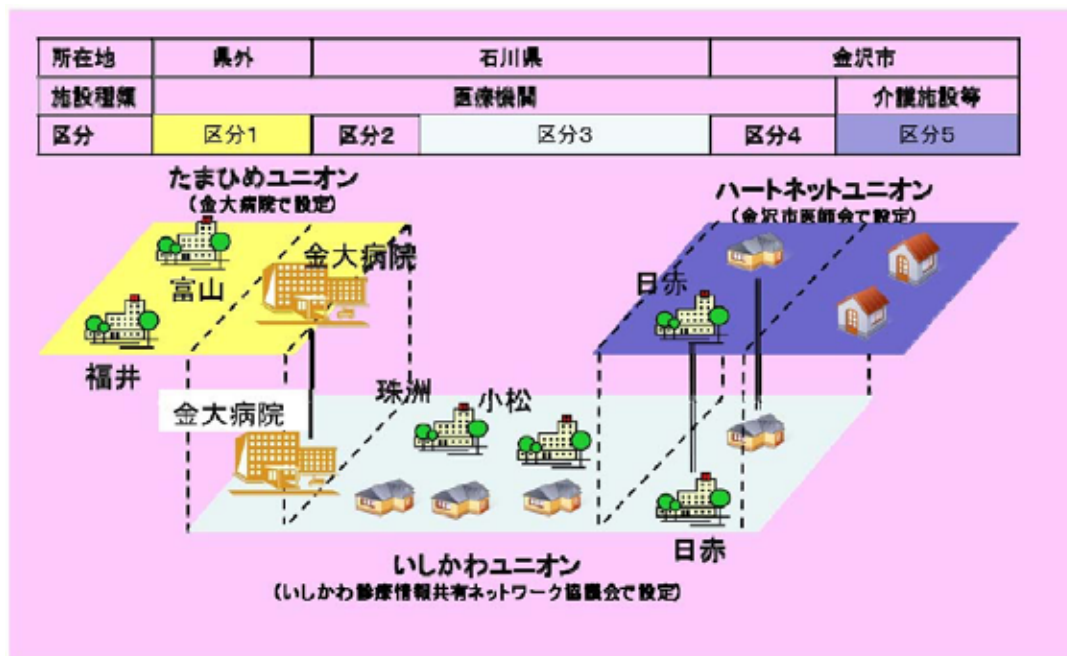 所在地 県外 石川県 金沢市
施設種類 医療機関 介護施設等
区分 区分1 区分2 区分3 区分4 区分5
たまひめユニオン
(金大病院で設定)
ハートネットユニオン
(金沢市医師会で設定)
金大病院
富山
日赤
福井
珠洲
小松
金大病院
日赤
いしかわユニオン
(いしかわ診療情報共有ネットワーク協議会で設定)